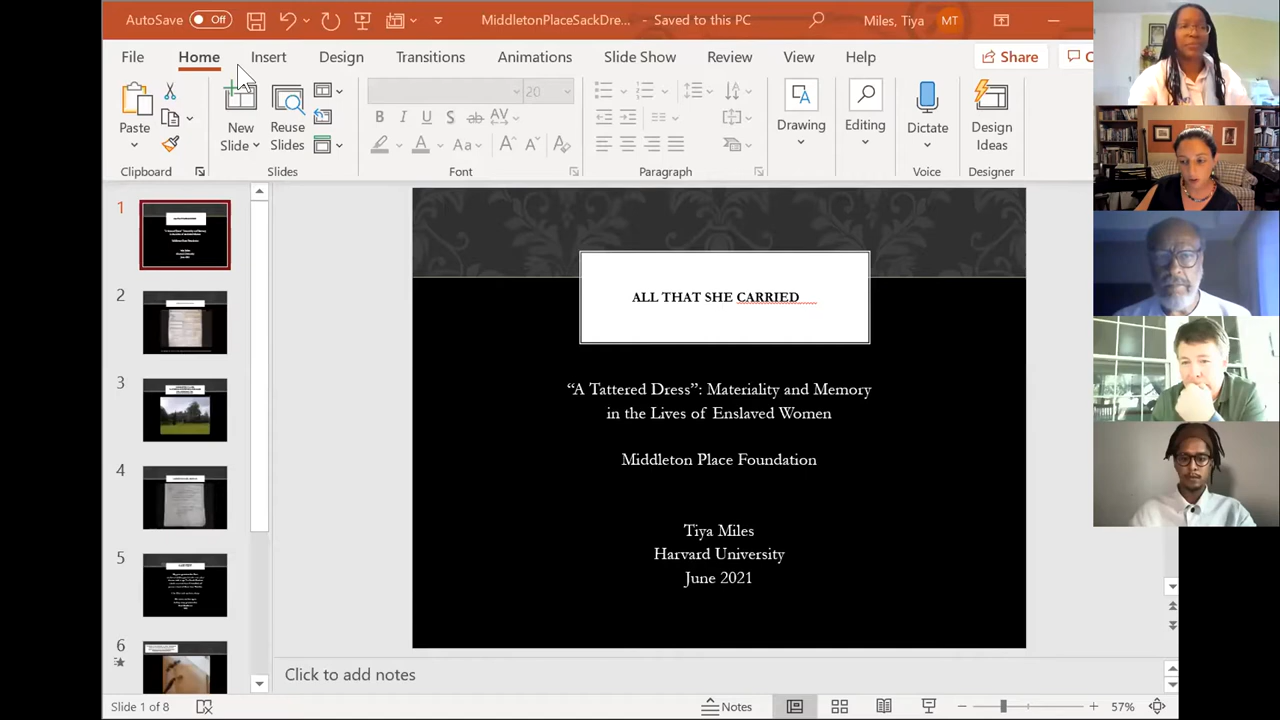 AutoSave Off MiddletonPlaceSackDre... - Saved to this PC Miles, Tiya MT
File Home Insert Design Transitions Animations Slide Show Review View Help Share C
Paste New Slide Reuse Slides 20 B I U S ab AV Aa A A A Drawing Editing Dictate Design Ideas
Clipboard Slides Font Paragraph Voice Designer
1
2
3
4
5
6
ALL THAT SHE CARRIED
“A Tattered Dress”: Materiality and Memory
in the Lives of Enslaved Women
Middleton Place Foundation
Tiya Miles
Harvard University
June 2021
Click to add notes
Slide 1 of 8 Notes 57%